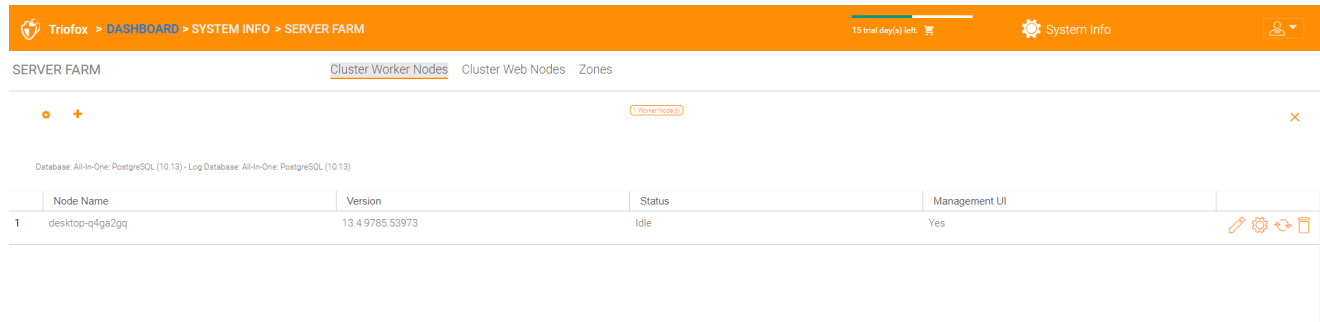 Triofox > DASHBOARD > SYSTEM INFO > SERVER FARM
15 trial day(s) left.
System Info
SERVER FARM
Cluster Worker Nodes Cluster Web Nodes Zones
1 Worker Node(s)
Database: All-In-One: PostgreSQL (10.13) - Log Database: All-In-One: PostgreSQL (10.13)
Node Name Version Status Management UI
1 desktop-q4ga2gq 13.4.9785.53973 Idle Yes